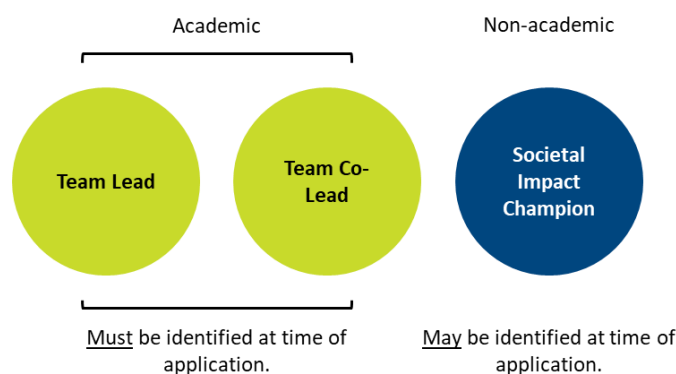 Academic
Non-academic
Team Lead
Team Co-
Lead
Societal
Impact
Champion
Must be identified at time of
application.
May be identified at time of
application.